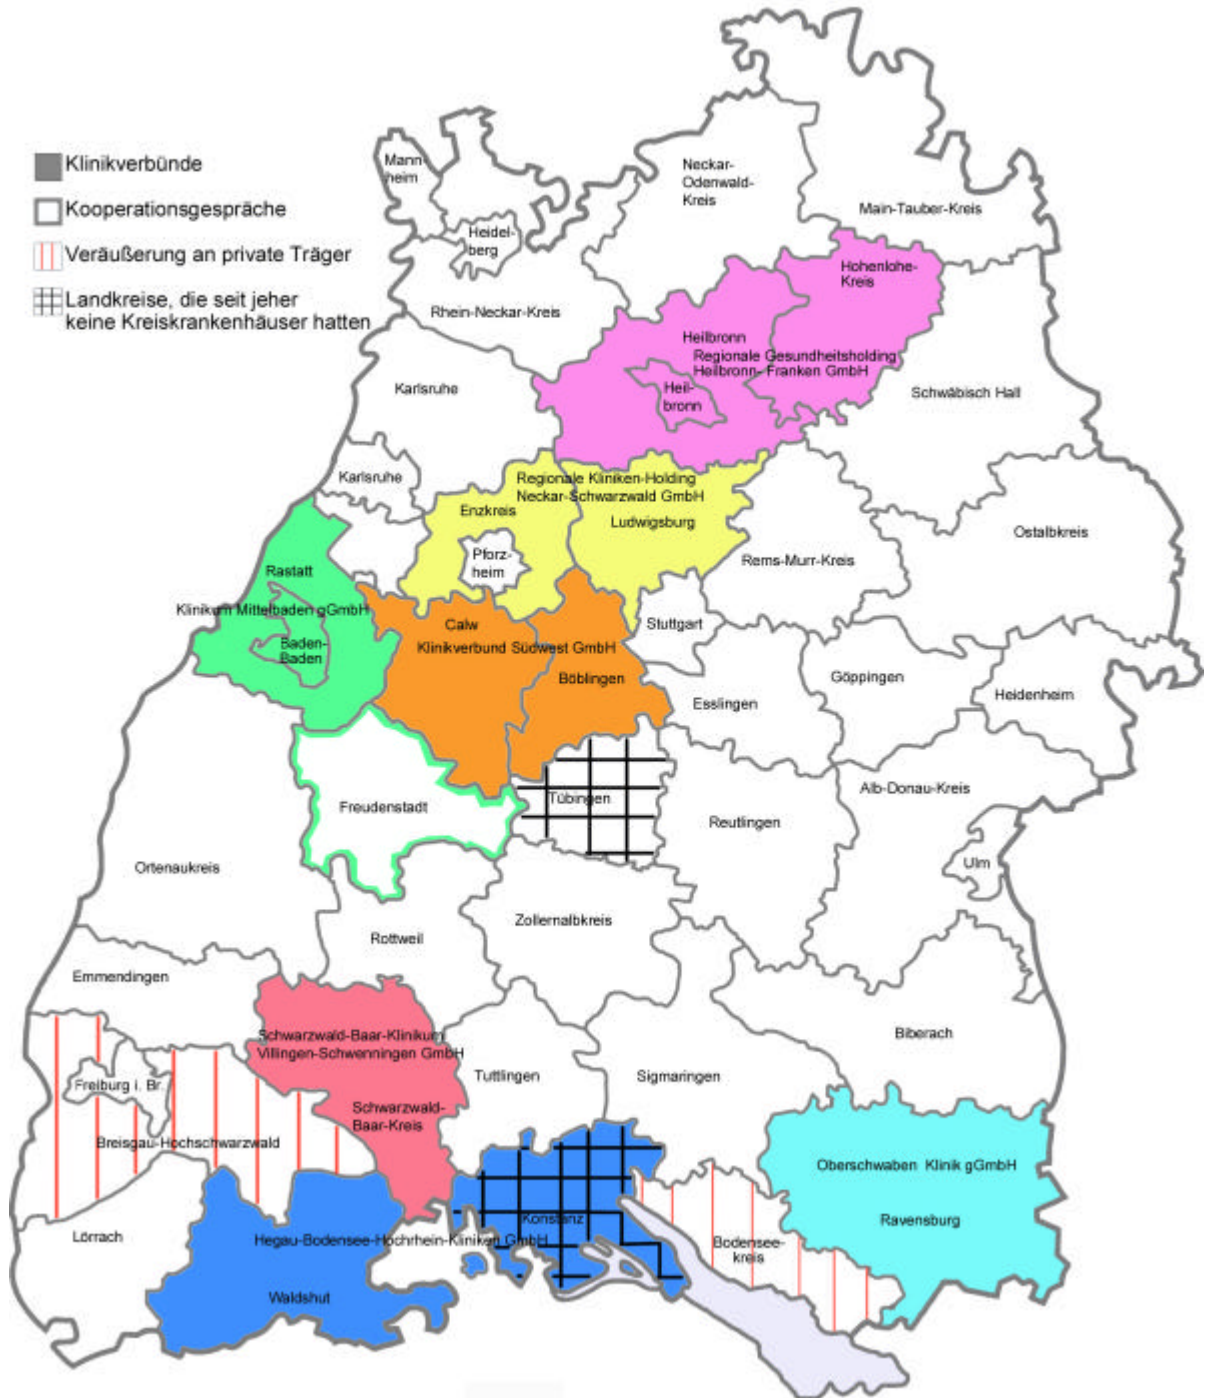 Klinikverbünde
Kooperationsgespräche
Veräußerung an private Träger
Landkreise, die seit jeher
keine Kreiskrankenhäuser hatten
Mann-
heim
Heidel-
berg
Neckar-
Odenwald-
Kreis
Main-Tauber-Kreis
Rhein-Neckar-Kreis
Hohenlohe-
Kreis
Heilbronn
Regionale Gesundheitsholding
Heilbronn- Franken GmbH
Heil-
bronn
Karlsruhe
Schwäbisch Hall
Karlsruhe
Regionale Kliniken-Holding
Neckar-Schwarzwald GmbH
Enzkreis
Ludwigsburg
Pforz-
heim
Rems-Murr-Kreis
Ostalbkreis
Rastatt
Klinikum Mittelbaden gGmbH
Baden-
Baden
Calw
Klinikverbund Südwest GmbH
Böblingen
Stuttgart
Esslingen
Göppingen
Heidenheim
Freudenstadt
Tübingen
Reutlingen
Alb-Donau-Kreis
Ulm
Ortenaukreis
Rottweil
Zollernalbkreis
Emmendingen
Schwarzwald-Baar-Klinikum
Villingen-Schwenningen GmbH
Schwarzwald-
Baar-Kreis
Tuttlingen
Sigmaringen
Biberach
Freiburg i. Br.
Breisgau-Hochschwarzwald
Oberschwaben Klinik gGmbH
Ravensburg
Lörrach
Konstanz
Hegau-Bodensee-Hochrhein-Kliniken GmbH
Bodensee-
kreis
Waldshut